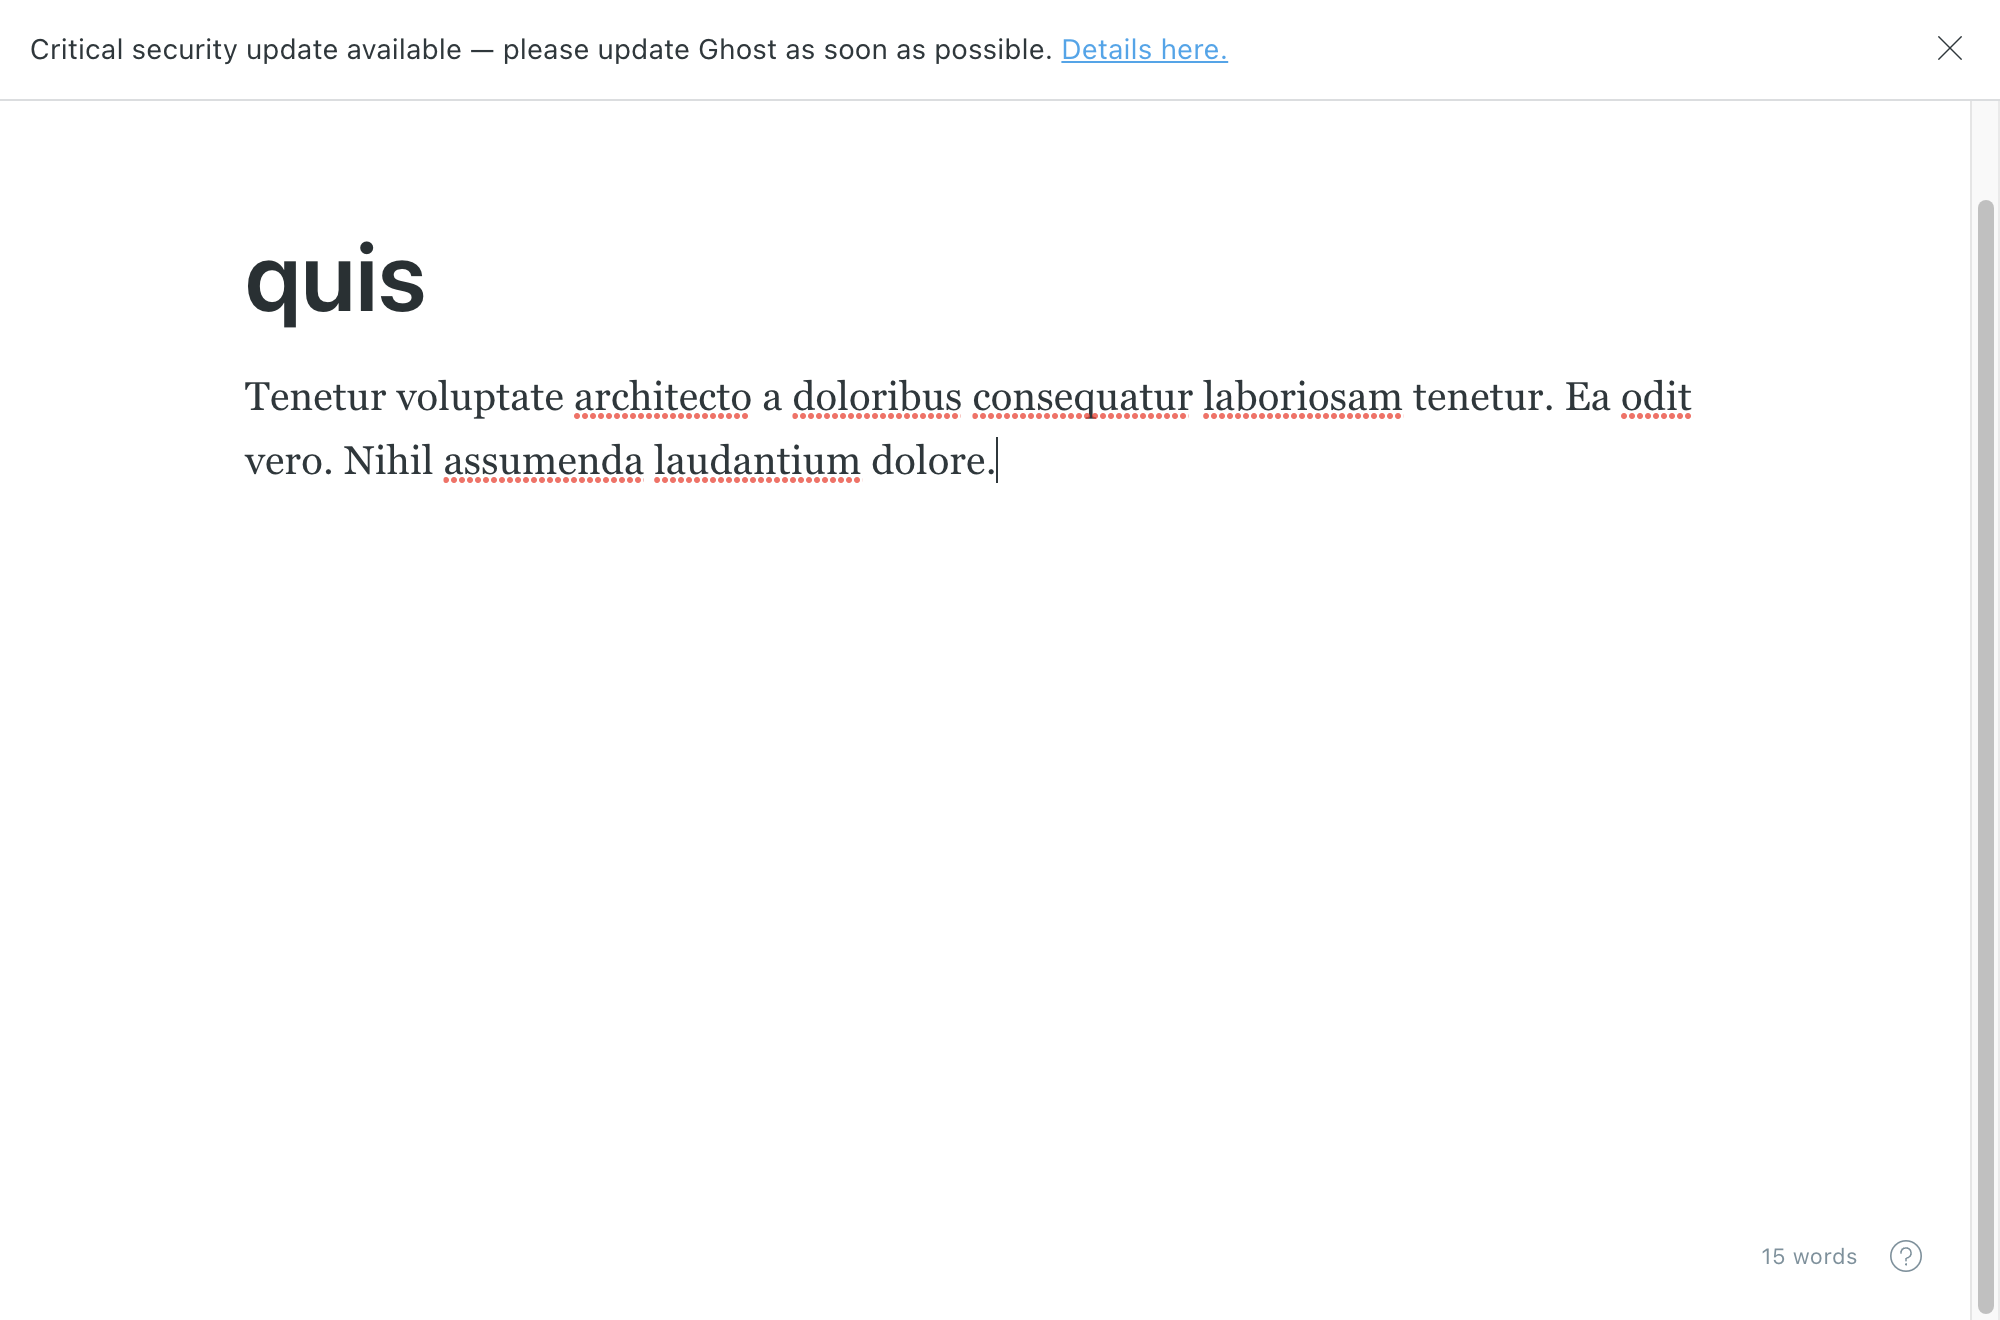 Critical security update available — please update Ghost as soon as possible. Details here.
quis
Tenetur voluptate architecto a doloribus consequatur laboriosam tenetur. Ea odit
vero. Nihil assumenda laudantium dolore.
15 words
?